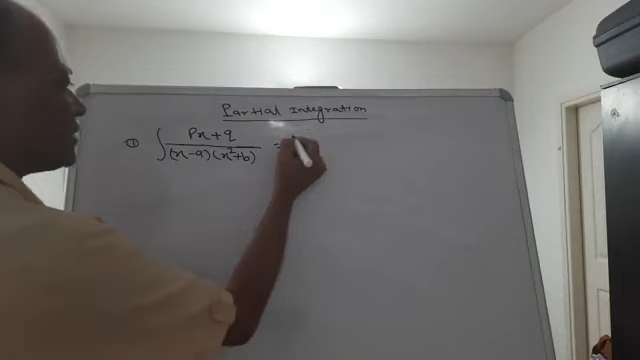 Partial Integration
① ∫ Px+q / (x-a)(x²+b) =